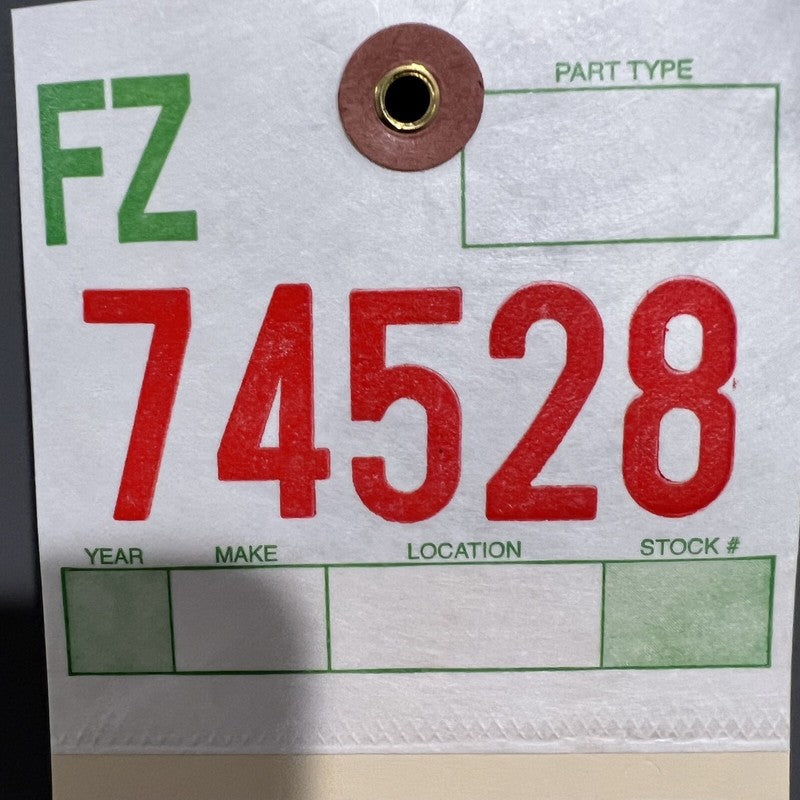 PART TYPE
FZ
74528
YEAR MAKE LOCATION STOCK #